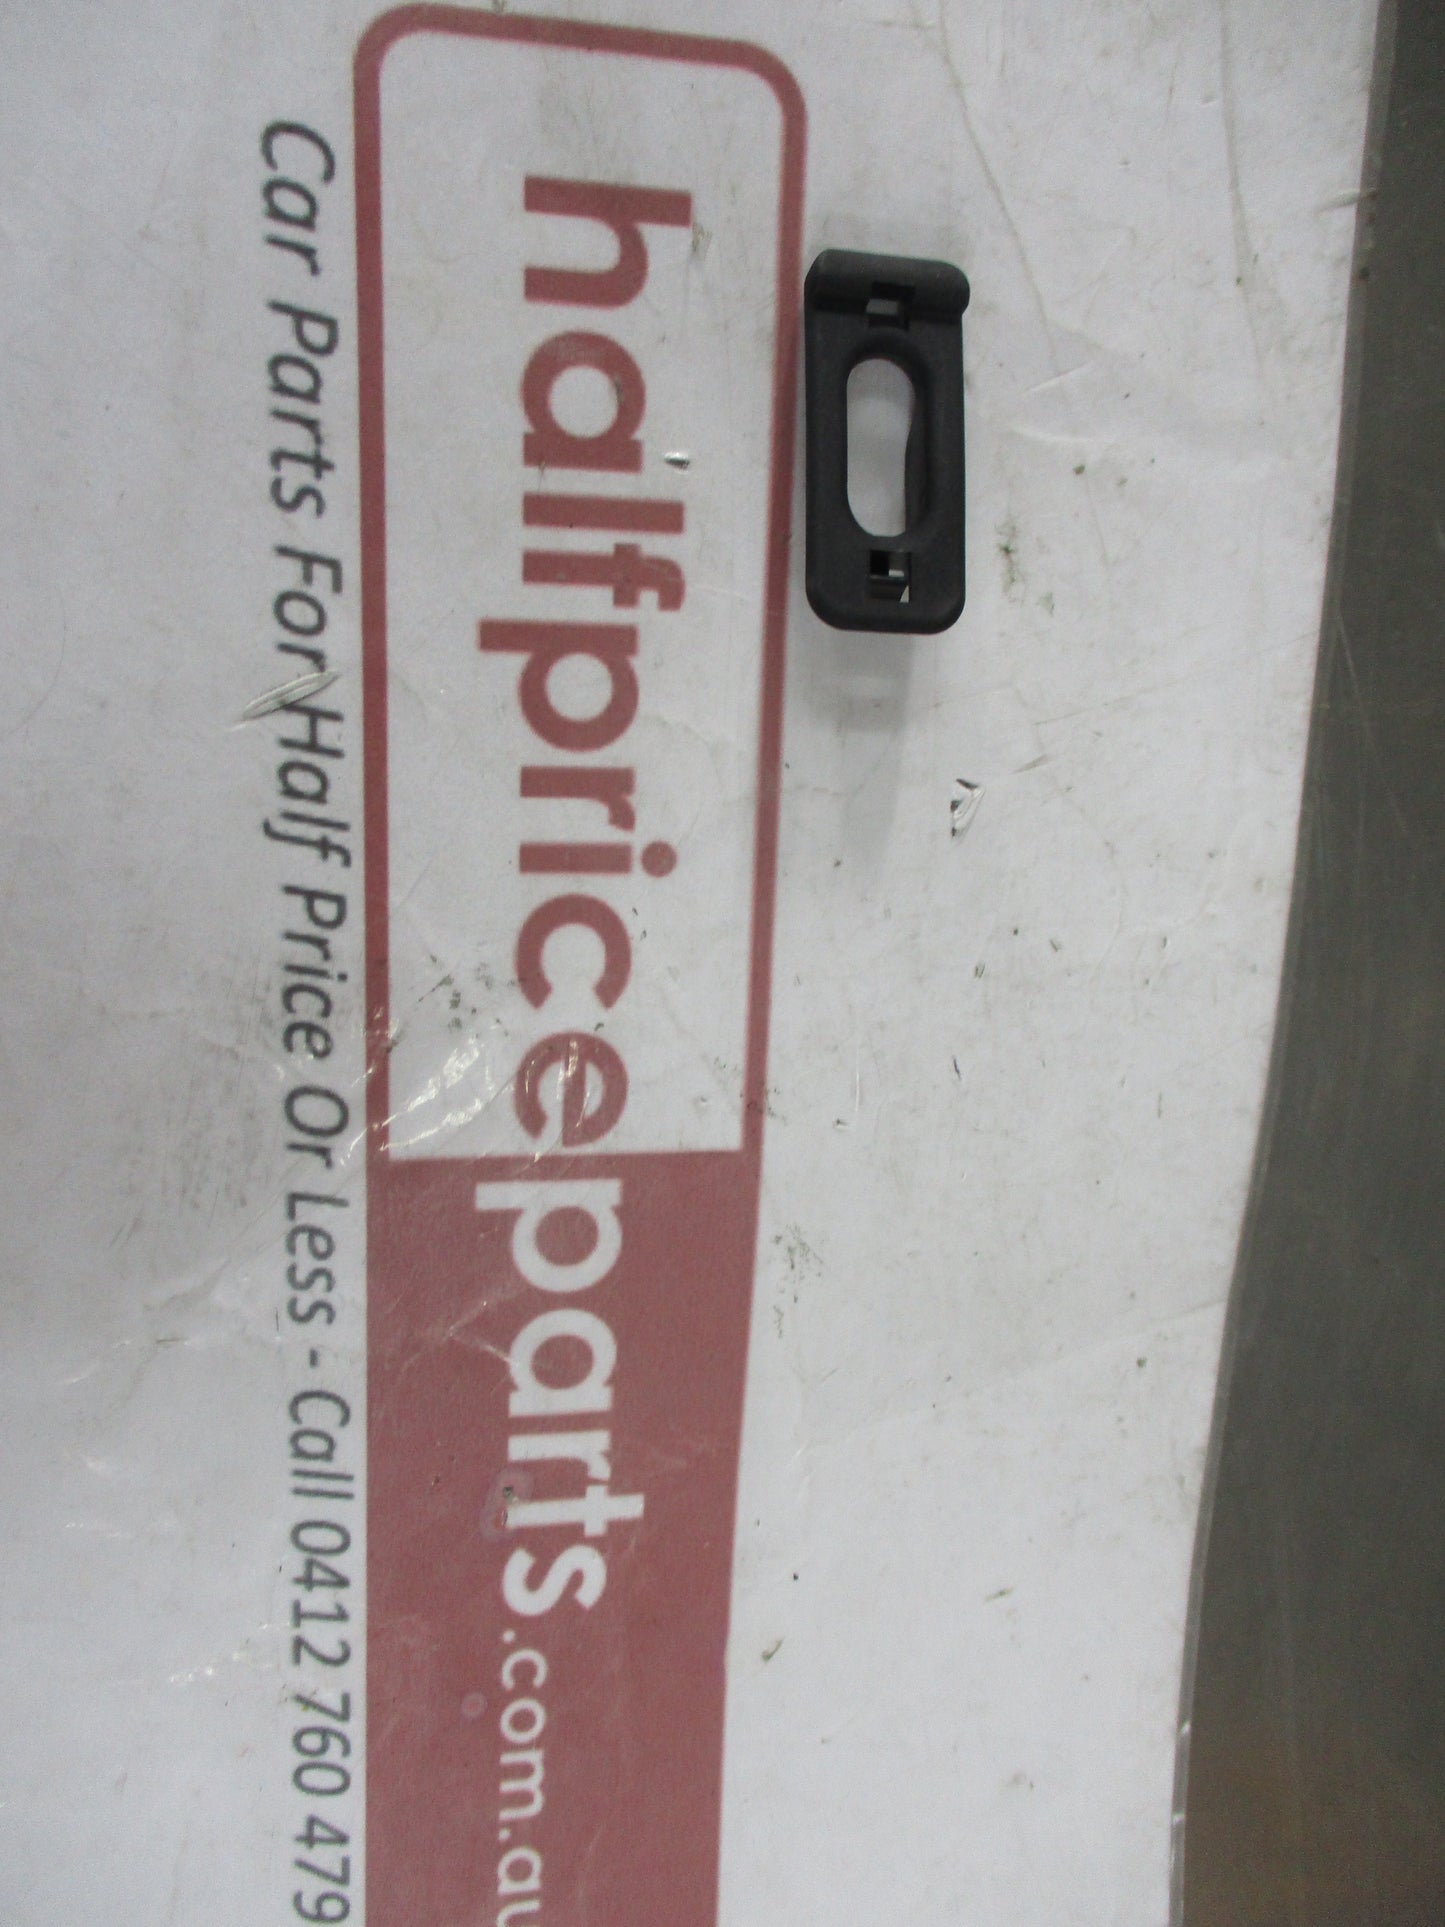 halfpriceparts.com.au
Car Parts For Half Price Or Less - Call 0412 760 479